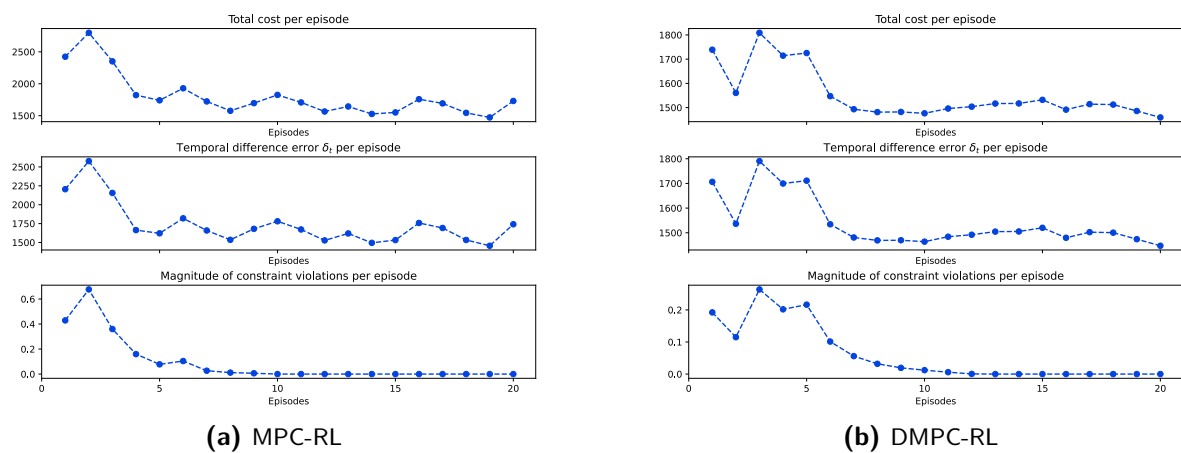 Total cost per episode
2500
2000
1500
Episodes
Temporal difference error δt per episode
2500
2250
2000
1750
1500
Episodes
Magnitude of constraint violations per episode
0.6
0.4
0.2
0.0
0 5 10 15 20
Episodes
(a) MPC-RL
Total cost per episode
1800
1700
1600
1500
Episodes
Temporal difference error δt per episode
1800
1700
1600
1500
Episodes
Magnitude of constraint violations per episode
0.2
0.1
0.0
0 5 10 15 20
Episodes
(b) DMPC-RL